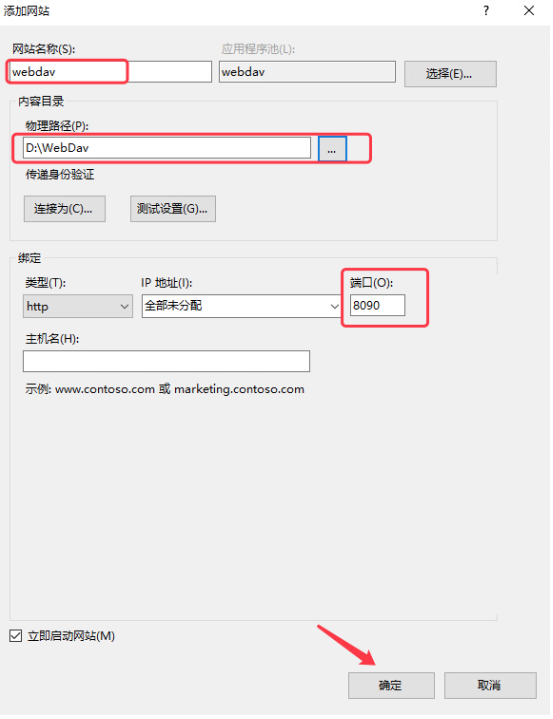 添加网站
? ×
网站名称(S): 应用程序池(L):
webdav webdav 选择(E)...
内容目录
物理路径(P):
D:\WebDav ...
传递身份验证
连接为(C)... 测试设置(G)...
绑定
类型(T): IP 地址(I): 端口(O):
http 全部未分配 8090
主机名(H):
示例: www.contoso.com 或 marketing.contoso.com
立即启动网站(M)
确定 取消